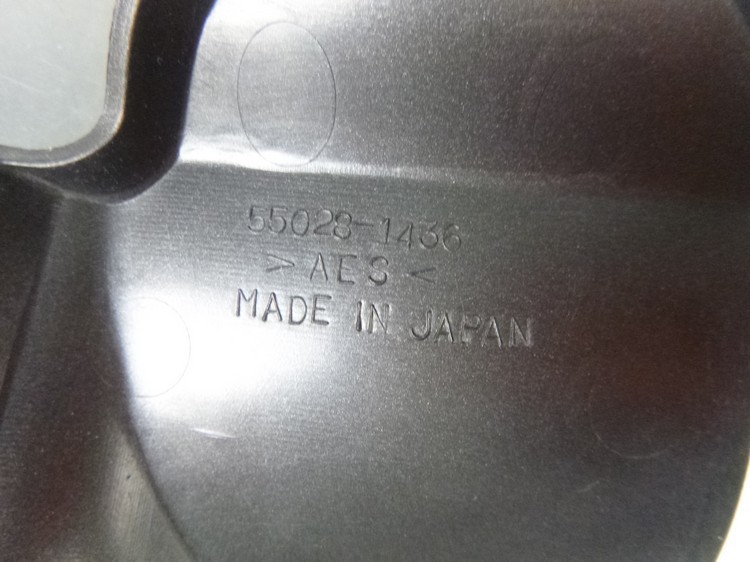 55028-1436
> AES <
MADE IN JAPAN